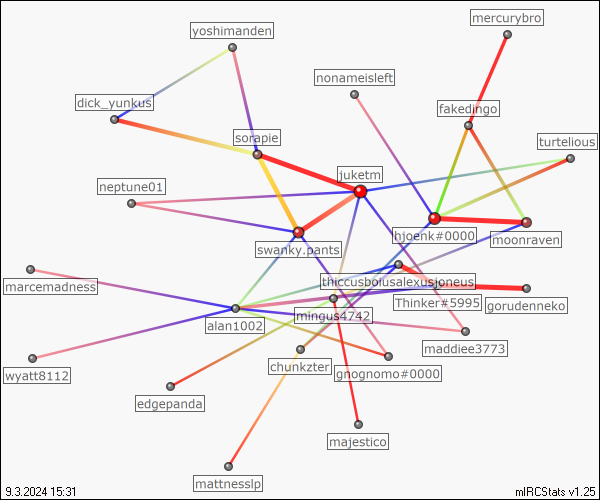 mercurybro
yoshimanden
nonameisleft
dick_yunkus
fakedingo
sorapie
turtelious
juketm
neptune01
hjoenk#0000
moonraven
swanky.pants
marcemadness
thiccusbolusalexusjoneus
Thinker#5995
gorudenneko
mingus4742
alan1002
maddiee3773
chunkzter
gnognomo#0000
wyatt8112
edgepanda
majestico
mattnesslp
9.3.2024 15:31
mIRCStats v1.25